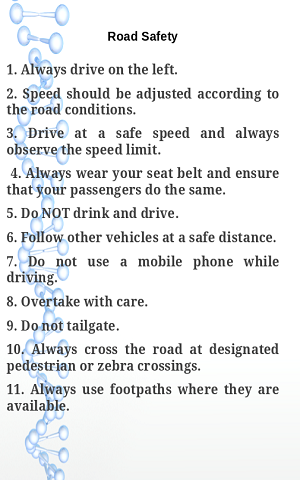 Road Safety
1. Always drive on the left.
2. Speed should be adjusted according to
the road conditions.
3. Drive at a safe speed and always
observe the speed limit.
4. Always wear your seat belt and ensure
that your passengers do the same.
5. Do NOT drink and drive.
6. Follow other vehicles at a safe distance.
7. Do not use a mobile phone while
driving.
8. Overtake with care.
9. Do not tailgate.
10. Always cross the road at designated
pedestrian or zebra crossings.
11. Always use footpaths where they are
available.